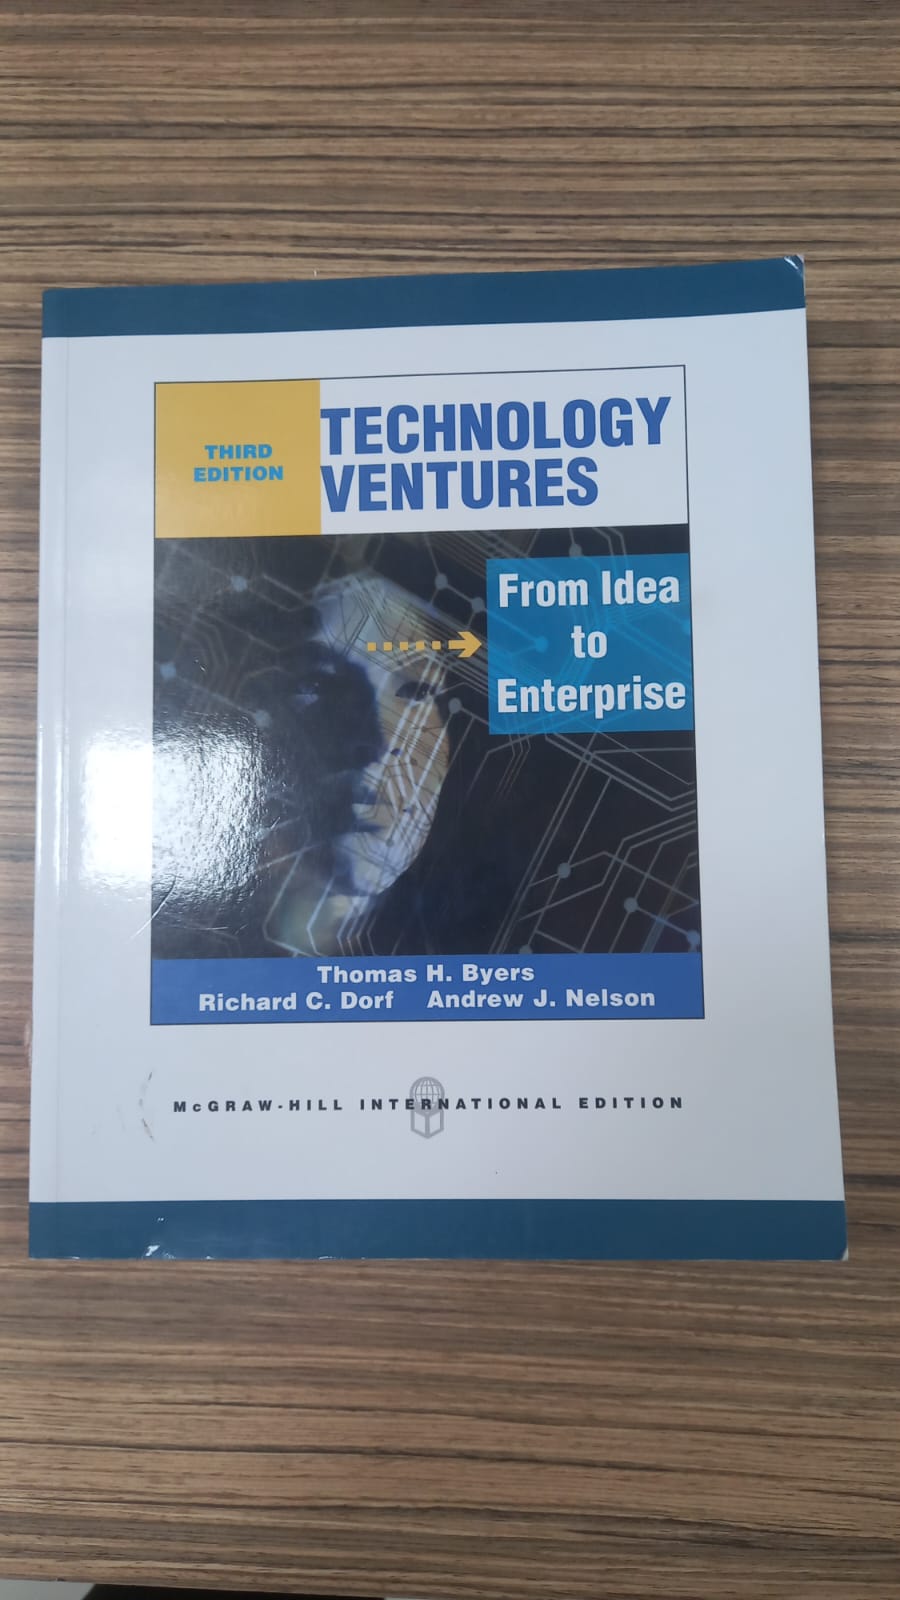 THIRD
EDITION
TECHNOLOGY
VENTURES
From Idea
to
Enterprise
Thomas H. Byers
Richard C. Dorf Andrew J. Nelson
McGRAW-HILL INTERNATIONAL EDITION